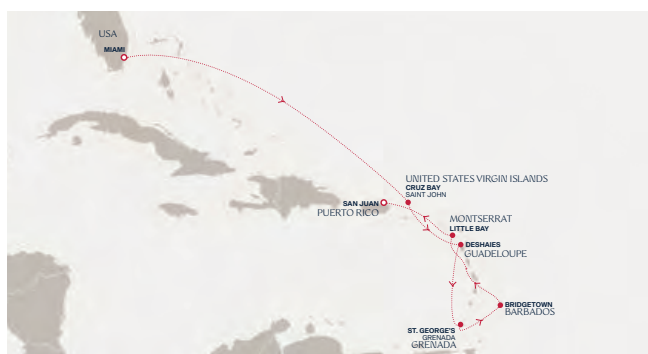 USA
MIAMI
UNITED STATES VIRGIN ISLANDS
CRUZ BAY
SAINT JOHN
SAN JUAN
PUERTO RICO
MONTSERRAT
LITTLE BAY
DESHAIES
GUADELOUPE
BRIDGETOWN
BARBADOS
ST. GEORGE'S
GRENADA
GRENADA